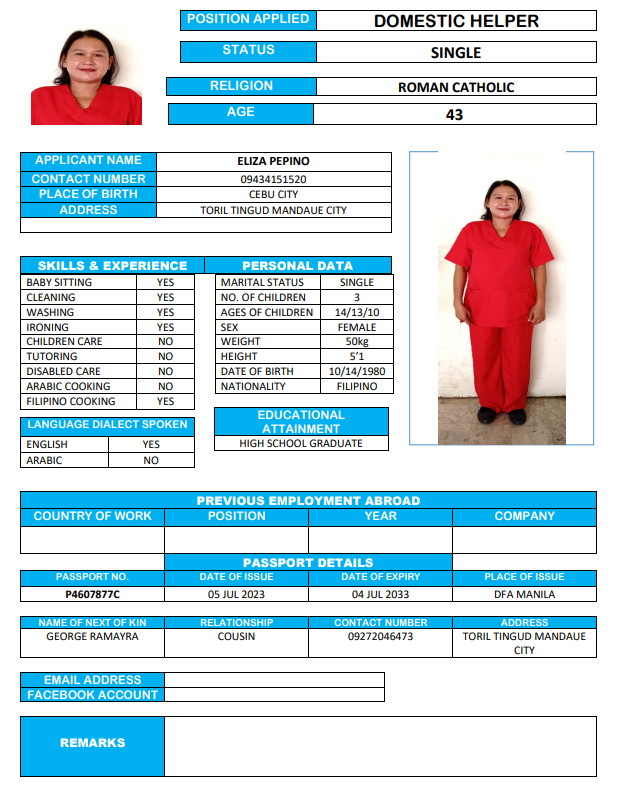 POSITION APPLIED DOMESTIC HELPER
STATUS SINGLE
RELIGION ROMAN CATHOLIC
AGE 43
APPLICANT NAME ELIZA PEPINO
CONTACT NUMBER 09434151520
PLACE OF BIRTH CEBU CITY
ADDRESS TORIL TINGUD MANDAUE CITY
SKILLS & EXPERIENCE
BABY SITTING YES
CLEANING YES
WASHING YES
IRONING YES
CHILDREN CARE NO
TUTORING NO
DISABLED CARE NO
ARABIC COOKING NO
FILIPINO COOKING YES
PERSONAL DATA
MARITAL STATUS SINGLE
NO. OF CHILDREN 3
AGES OF CHILDREN 14/13/10
SEX FEMALE
WEIGHT 50kg
HEIGHT 5'1
DATE OF BIRTH 10/14/1980
NATIONALITY FILIPINO
LANGUAGE DIALECT SPOKEN
ENGLISH YES
ARABIC NO
EDUCATIONAL
ATTAINMENT
HIGH SCHOOL GRADUATE
PREVIOUS EMPLOYMENT ABROAD
COUNTRY OF WORK POSITION YEAR COMPANY
PASSPORT DETAILS
PASSPORT NO. DATE OF ISSUE DATE OF EXPIRY PLACE OF ISSUE
P4607877C 05 JUL 2023 04 JUL 2033 DFA MANILA
NAME OF NEXT OF KIN RELATIONSHIP CONTACT NUMBER ADDRESS
GEORGE RAMAYRA COUSIN 09272046473 TORIL TINGUD MANDAUE
CITY
EMAIL ADDRESS
FACEBOOK ACCOUNT
REMARKS